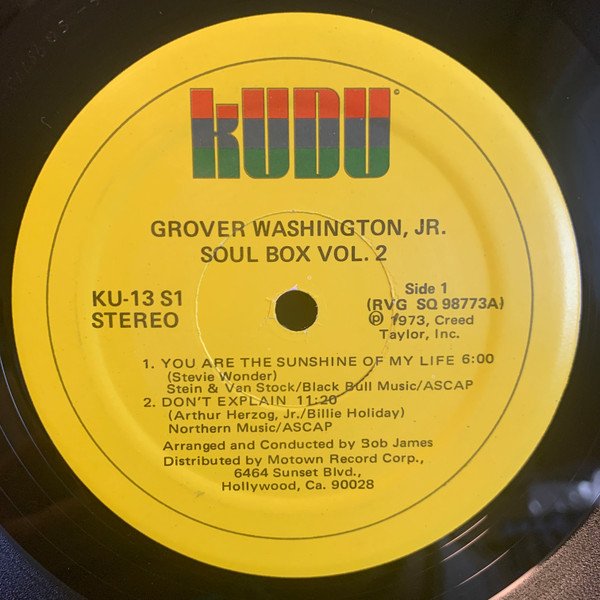 kUDU
©
GROVER WASHINGTON, JR.
SOUL BOX VOL. 2
KU-13 S1
STEREO
Side 1
(RVG SQ 98773A)
℗ 1973, Creed
Taylor, Inc.
1. YOU ARE THE SUNSHINE OF MY LIFE 6:00
(Stevie Wonder)
Stein & Van Stock/Black Bull Music/ASCAP
2. DON'T EXPLAIN 11:20
(Arthur Herzog, Jr./Billie Holiday)
Northern Music/ASCAP
Arranged and Conducted by Bob James
Distributed by Motown Record Corp.,
6464 Sunset Blvd.,
Hollywood, Ca. 90028